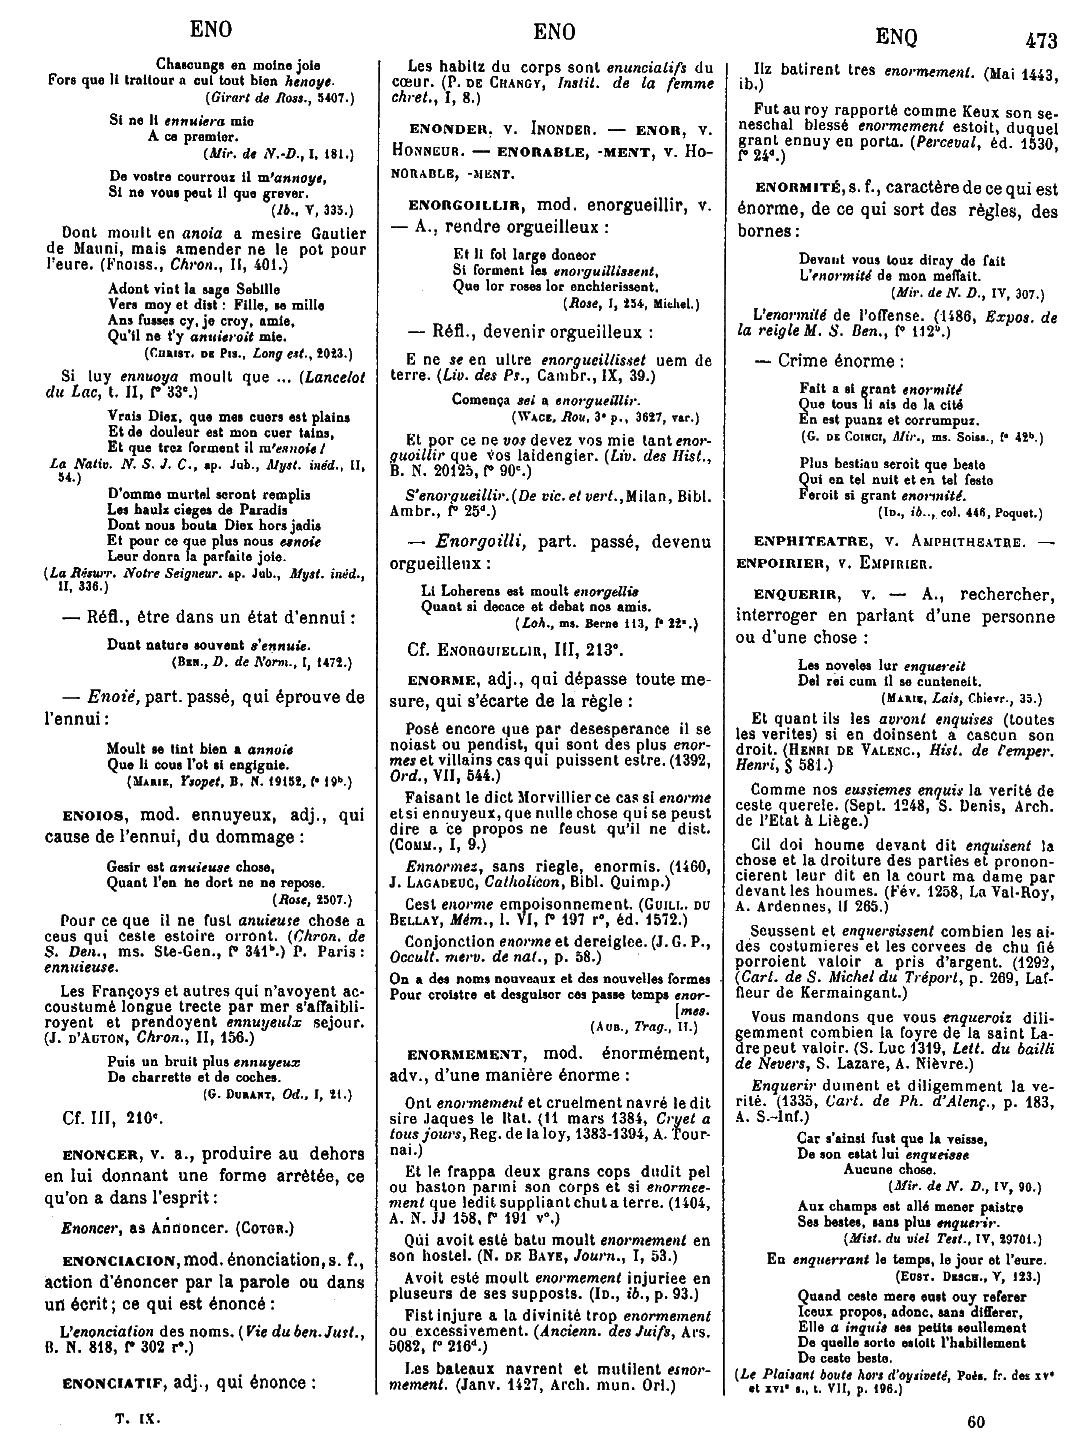 ENO
ENO
ENQ
473
Chascungs en moine joie
Fors que li traitour a cui tout bien henoye.
(Girart de Ross., 5407.)
Si ne li ennuiera mie
A ce premier.
(Mir. de N.-D., I, 181.)
De vostre courrouz il m'annoye,
Si ne vous peut il que grever.
(Ib., V, 335.)
Dont moult en anoia a mesire Gautier
de Mauni, mais amender ne le pot pour
l'eure. (FROISS., Chron., II, 401.)
Adont vint la sage Sebille
Vers moy et dist : Fille, se mille
Ans fusses cy, je croy, amie,
Qu'il ne t'y anuieroit mie.
(CHRIST. DE PIS., Long est., 2023.)
Si luy ennuoya moult que ... (Lancelot
du Lac, t. II, f° 33ᵉ.)
Vrais Diex, que mes cuers est plains
Et de douleur est mon cuer tains,
Et que trez forment il m'ennoie !
La Nativ. N. S. J. C., ap. Jub., Myst. inéd., II,
54.)
D'omme murtel seront remplis
Les haulz cieges de Paradis
Dont nous bouta Diex hors jadis
Et pour ce que plus nous esnoie
Leur donra la parfaite joie.
(La Résurr. Notre Seigneur. ap. Jub., Myst. inéd.,
II, 336.)
— Réfl., être dans un état d'ennui :
Dunt nature souvent s'ennuie.
(BEN., D. de Norm., I, 1472.)
— Enoié, part. passé, qui éprouve de
l'ennui :
Moult se tint bien a annoié
Que li cous l'ot si engignie.
(MARIE, Ysopet, B. N. 19152, f° 19ᵇ.)
ENOIOS, mod. ennuyeux, adj., qui
cause de l'ennui, du dommage :
Gesir est anuieuse chose,
Quant l'en ne dort ne ne repose.
(Rose, 2507.)
Pour ce que il ne fust anuieuse chose a
ceus qui ceste estoire orront. (Chron. de
S. Den., ms. Ste-Gen., f° 341ᵇ.) P. Paris :
ennuieuse.
Les Françoys et autres qui n'avoyent ac-
coustumé longue trecte par mer s'affaibli-
royent et prendoyent ennuyeulx sejour.
(J. D'AUTON, Chron., II, 156.)
Puis un bruit plus ennuyeux
De charrette et de coches.
(G. DURANT, Od., I, 21.)
Cf. III, 210ᶜ.
ENONCER, v. a., produire au dehors
en lui donnant une forme arrêtée, ce
qu'on a dans l'esprit :
Enoncer, as Annoncer. (COTGR.)
ENONCIACION, mod. énonciation, s. f.,
action d'énoncer par la parole ou dans
un écrit ; ce qui est énoncé :
L'enonciation des noms. (Vie du ben. Just.,
B. N. 818, f° 302 r°.)
ENONCIATIF, adj., qui énonce :
T. IX.
Les habitz du corps sont enunciatifs du
cœur. (P. DE CHANGY, Instit. de la femme
chret., I, 8.)
ENONDER, v. INONDER. — ENOR, v.
HONNEUR. — ENORABLE, -MENT, v. HO-
NORABLE, -MENT.
ENORGOILLIR, mod. enorgueillir, v.
— A., rendre orgueilleux :
Et li fol large doneor
Si forment les enorguillissent,
Que lor roses lor enchierissent.
(Rose, I, 254, Michel.)
— Réfl., devenir orgueilleux :
E ne se en ultre enorgueillisset uem de
terre. (Liv. des Ps., Cambr., IX, 39.)
Comença sei a enorgueillir.
(WACE, Rou, 3ᵉ p., 3627, var.)
Et por ce ne vos devez vos mie tant enor-
guoillir que vos laidengier. (Liv. des Hist.,
B. N. 20125, f° 90ᶜ.)
S'enorgueillir. (De vic. et vert., Milan, Bibl.
Ambr., f° 25ᵈ.)
— Enorgoilli, part. passé, devenu
orgueilleux :
Li Loherens est moult enorgellis
Quant si decace et debat nos amis.
(Loh., ms. Berne 113, f° 22ᵃ.)
Cf. ENORGUIELLIR, III, 213ᶜ.
ENORME, adj., qui dépasse toute me-
sure, qui s'écarte de la règle :
Posé encore que par desesperance il se
noiast ou pendist, qui sont des plus enor-
mes et villains cas qui puissent estre. (1392,
Ord., VII, 544.)
Faisant le dict Morvillier ce cas si enorme
et si ennuyeux, que nulle chose qui se peust
dire a ce propos ne feust qu'il ne dist.
(COMM., I, 9.)
Ennormez, sans riegle, enormis. (1460,
J. LAGADEUC, Catholicon, Bibl. Quimp.)
Cest enorme empoisonnement. (GUILL. DU
BELLAY, Mém., l. VI, f° 197 r°, éd. 1572.)
Conjonction enorme et dereiglee. (J. G. P.,
Occult. merv. de nat., p. 58.)
On a des noms nouveaux et des nouvelles formes
Pour croistre et desguiser ces passe temps enor-
[mes.
(AUB., Trag., II.)
ENORMEMENT, mod. énormément,
adv., d'une manière énorme :
Ont enormement et cruelment navré le dit
sire Jaques le Rat. (11 mars 1384, Cryet a
tous jours, Reg. de la loy, 1383-1394, A. Tour-
nai.)
Et le frappa deux grans cops dudit pel
ou baston parmi son corps et si enormee-
ment que ledit suppliant chut a terre. (1404,
A. N. JJ 158, f° 191 v°.)
Qui avoit esté batu moult enormement en
son hostel. (N. DE BAYE, Journ., I, 53.)
Avoit esté moult enormement injuriee en
pluseurs de ses supposts. (ID., ib., p. 93.)
Fist injure a la divinité trop enormement
ou excessivement. (Ancienn. des Juifs, Ars.
5082, f° 216ᵈ.)
Les bateaux navrent et mutilent esnor-
mement. (Janv. 1427, Arch. mun. Orl.)
Ilz batirent tres enormement. (Mai 1443,
ib.)
Fut au roy rapporté comme Keux son se-
neschal blessé enormement estoit, duquel
grant ennuy en porta. (Perceval, éd. 1530,
f° 24ᵈ.)
ENORMITÉ, s. f., caractère de ce qui est
énorme, de ce qui sort des règles, des
bornes :
Devant vous touz diray de fait
L'enormité de mon meffait.
(Mir. de N. D., IV, 307.)
L'enormité de l'offense. (1486, Expos. de
la reigle M. S. Ben., f° 112ᵇ.)
— Crime énorme :
Fait a si grant enormité
Que tous li ais de la cité
En est puanz et corrumpuz.
(G. DE COINCI, Mir., ms. Soiss., f° 42ᵇ.)
Plus bestiau seroit que beste
Qui en tel nuit et en tel feste
Feroit si grant enormité.
(ID., ib., col. 446, Poquet.)
ENPHITEATRE, v. AMPHITHEATRE. —
ENPOIRIER, v. EMPIRIER.
ENQUERIR, v. — A., rechercher,
interroger en parlant d'une personne
ou d'une chose :
Les noveles lur enquereit
Del rei cum il se cunteneit.
(MARIE, Lais, Chievr., 35.)
Et quant ils les avront enquises (toutes
les verites) si en doinsent a cascun son
droit. (HENRI DE VALENC., Hist. de l'emper.
Henri, § 581.)
Comme nos eussiemes enquis la verité de
ceste querele. (Sept. 1248, S. Denis, Arch.
de l'Etat à Liège.)
Cil doi houme devant dit enquisent la
chose et la droiture des parties et pronon-
cierent leur dit en la court ma dame par
devant les houmes. (Fév. 1258, La Val-Roy,
A. Ardennes, II 265.)
Seussent et enquersissent combien les ai-
des costumieres et les corvees de chu fié
porroient valoir a pris d'argent. (1292,
(Cart. de S. Michel du Tréport, p. 269, Laf-
fleur de Kermaingant.)
Vous mandons que vous enqueroiz dili-
gemment combien la foyre de la saint La-
dre peut valoir. (S. Luc 1319, Lett. du bailli
de Nevers, S. Lazare, A. Nièvre.)
Enquerir dument et diligemment la ve-
rité. (1335, Cart. de Ph. d'Alenç., p. 183,
A. S.-Inf.)
Car s'ainsi fust que la veisse,
De son estat lui enqueisse
Aucune chose.
(Mir. de N. D., IV, 90.)
Aux champs est allé mener paistre
Ses bestes, sans plus enquerir.
(Mist. du viel Test., IV, 29701.)
En enquerrant le temps, le jour et l'eure.
(EUST. DESCH., V, 123.)
Quand ceste mere eust ouy referer
Iceux propos, adonc, sans differer,
Elle a inquis ses petits seullement
De quelle sorte estoit l'habillement
De ceste beste.
(Le Plaisant boute hors d'oysiveté, Poés. fr. des XVᵉ
et XVIᵉ s., t. VII, p. 196.)
60